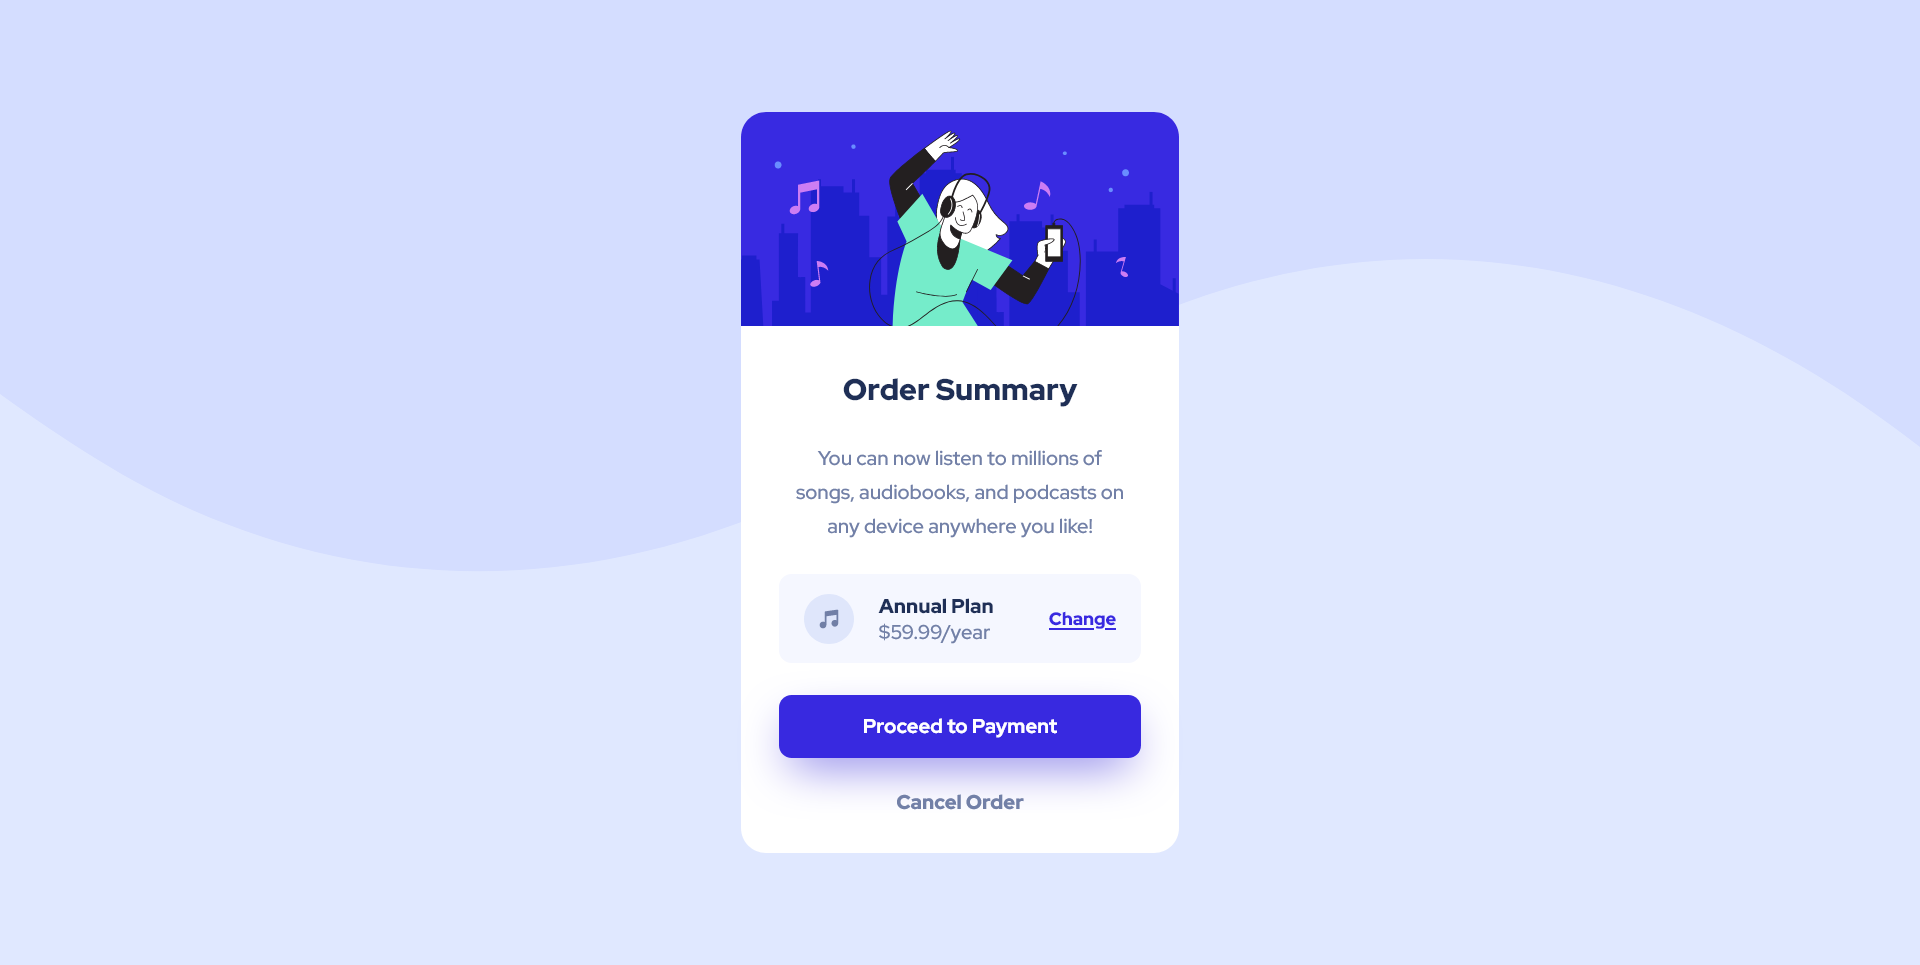 Order Summary
You can now listen to millions of
songs, audiobooks, and podcasts on
any device anywhere you like!
Annual Plan
$59.99/year
Change
Proceed to Payment
Cancel Order